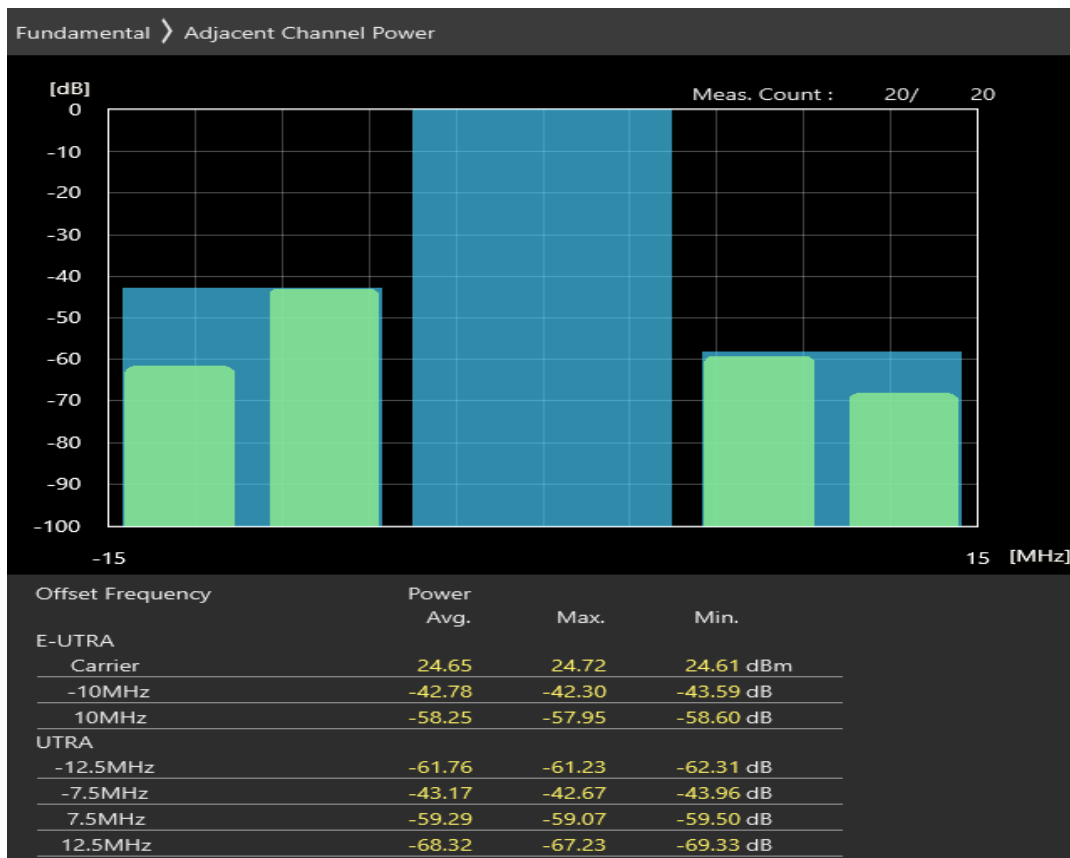 Fundamental 〉 Adjacent Channel Power
[dB]
Meas. Count : 20/ 20
0
-10
-20
-30
-40
-50
-60
-70
-80
-90
-100
-15 15 [MHz]
Offset Frequency Power
Avg. Max. Min.
E-UTRA
Carrier 24.65 24.72 24.61 dBm
-10MHz -42.78 -42.30 -43.59 dB
10MHz -58.25 -57.95 -58.60 dB
UTRA
-12.5MHz -61.76 -61.23 -62.31 dB
-7.5MHz -43.17 -42.67 -43.96 dB
7.5MHz -59.29 -59.07 -59.50 dB
12.5MHz -68.32 -67.23 -69.33 dB